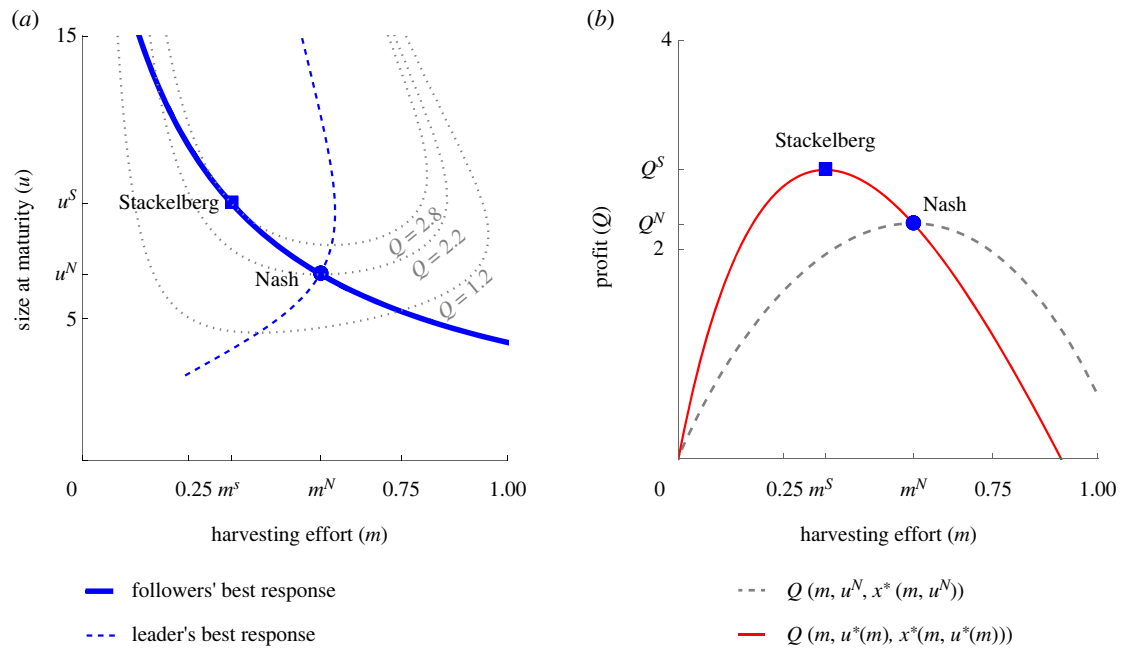 (a)
15
size at maturity (u)
u^S
u^N
5
Stackelberg
Nash
Q = 2.8
Q = 2.2
Q = 1.2
0 0.25 m^S m^N 0.75 1.00
harvesting effort (m)
followers' best response
leader's best response
(b)
4
profit (Q)
Q^S
Q^N
2
Stackelberg
Nash
0 0.25 m^S m^N 0.75 1.00
harvesting effort (m)
Q (m, u^N, x* (m, u^N))
Q (m, u*(m), x*(m, u*(m)))